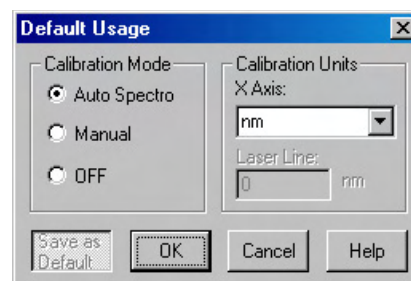 Default Usage
Calibration Mode
Auto Spectro
Manual
OFF
Calibration Units
X Axis:
nm
Laser Line:
0 nm
Save as
Default
OK
Cancel
Help